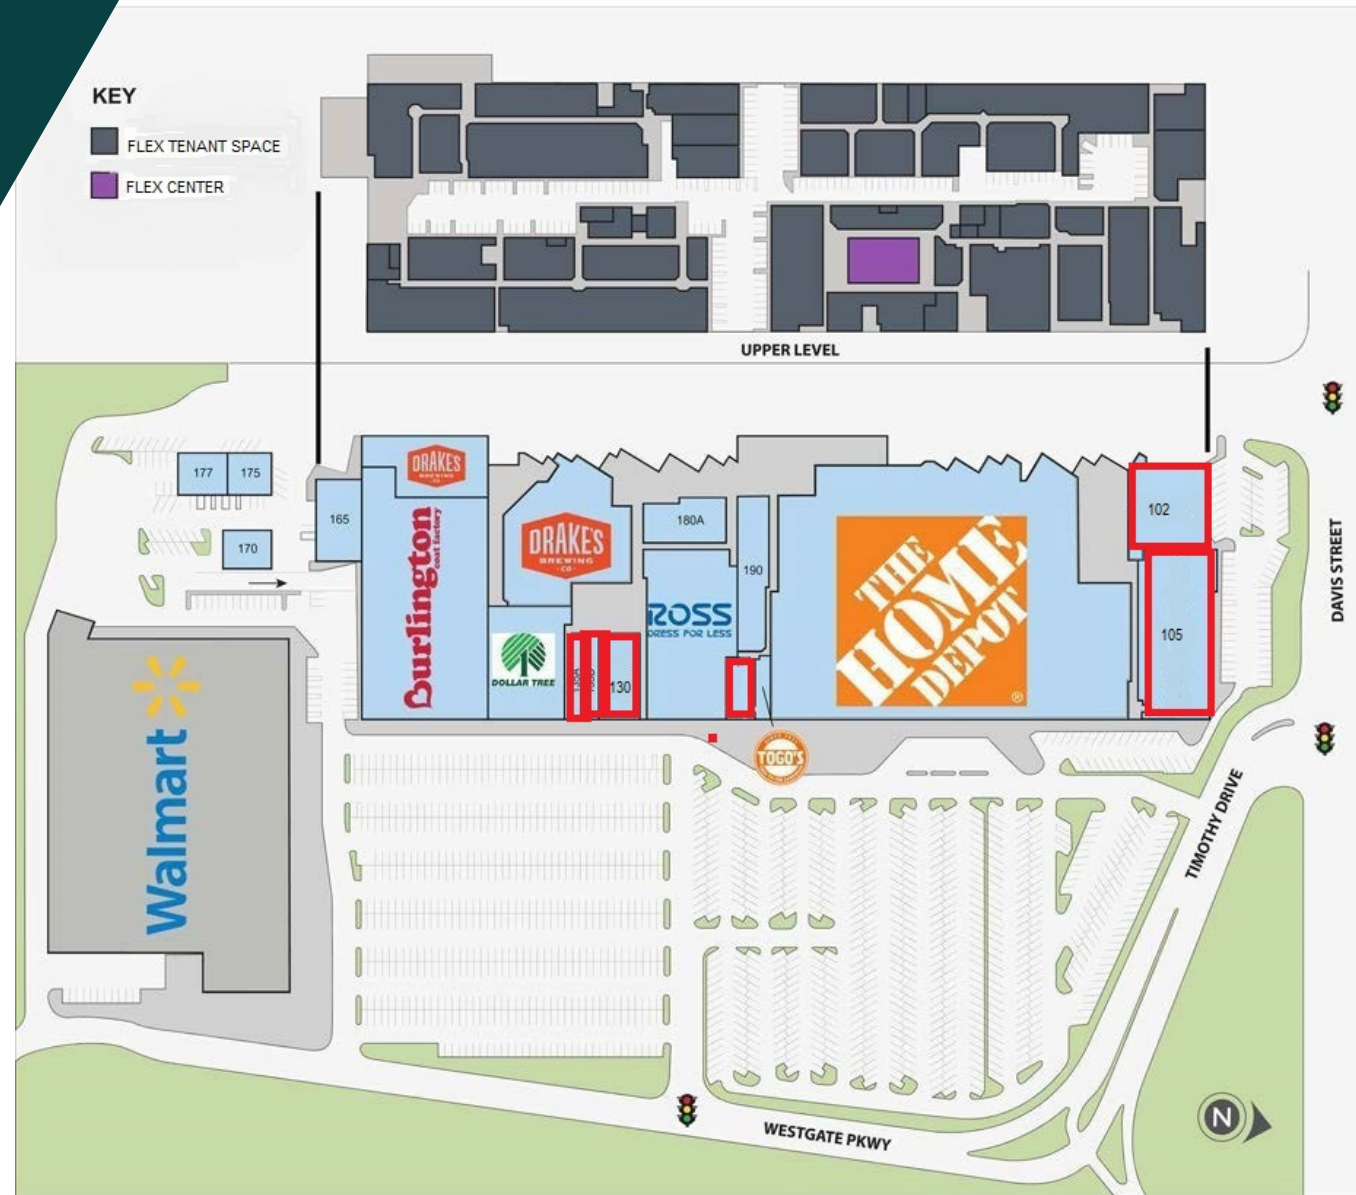 KEY
FLEX TENANT SPACE
FLEX CENTER
UPPER LEVEL
177
175
170
165
DRAKES
BREWING
CO
Burlington
coat factory
DRAKE'S
BREWING
CO
DOLLAR TREE
130
180A
ROSS
DRESS FOR LESS
190
THE
HOME
DEPOT
®
102
105
DAVIS STREET
TOGO'S
Walmart
TIMOTHY DRIVE
WESTGATE PKWY
N